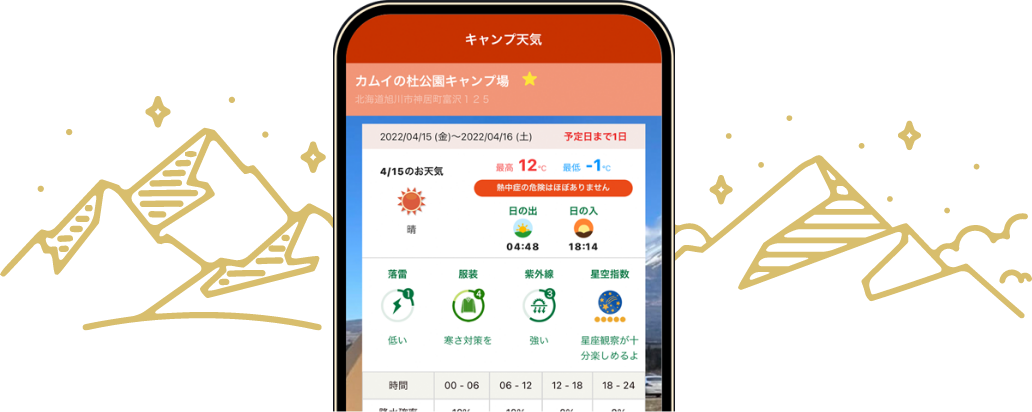 キャンプ天気
カムイの杜公園キャンプ場
北海道旭川市神居町富沢１２５
2022/04/15 (金)〜2022/04/16 (土) 予定日まで1日
4/15のお天気
晴
最高 12℃ 最低 -1℃
熱中症の危険はほぼありません
日の出 日の入
04:48 18:14
落雷 服装 紫外線 星空指数
1 4 3
低い 寒さ対策を 強い 星座観察が十
分楽しめるよ
時間 00 - 06 06 - 12 12 - 18 18 - 24